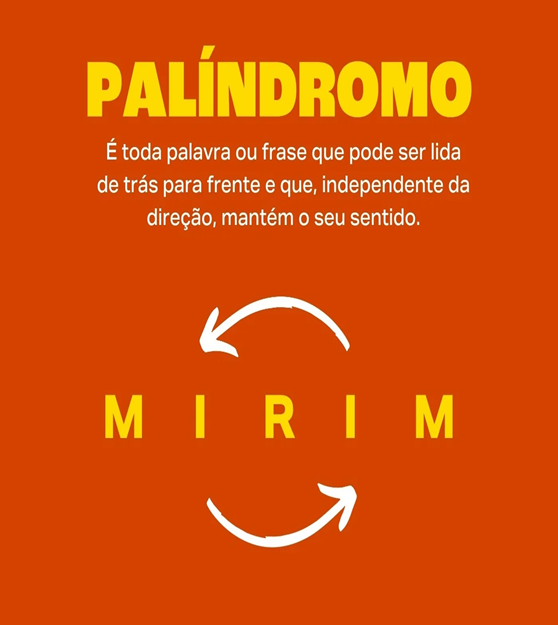 PALÍNDROMO
É toda palavra ou frase que pode ser lida
de trás para frente e que, independente da
direção, mantém o seu sentido.
M I R I M